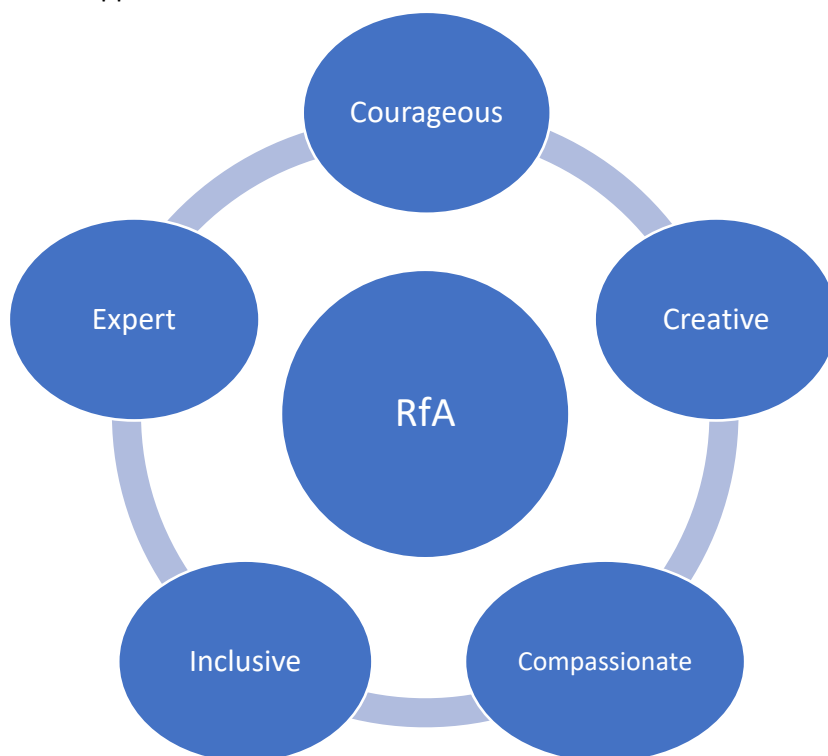 Courageous
Creative
Compassionate
Inclusive
Expert
RfA